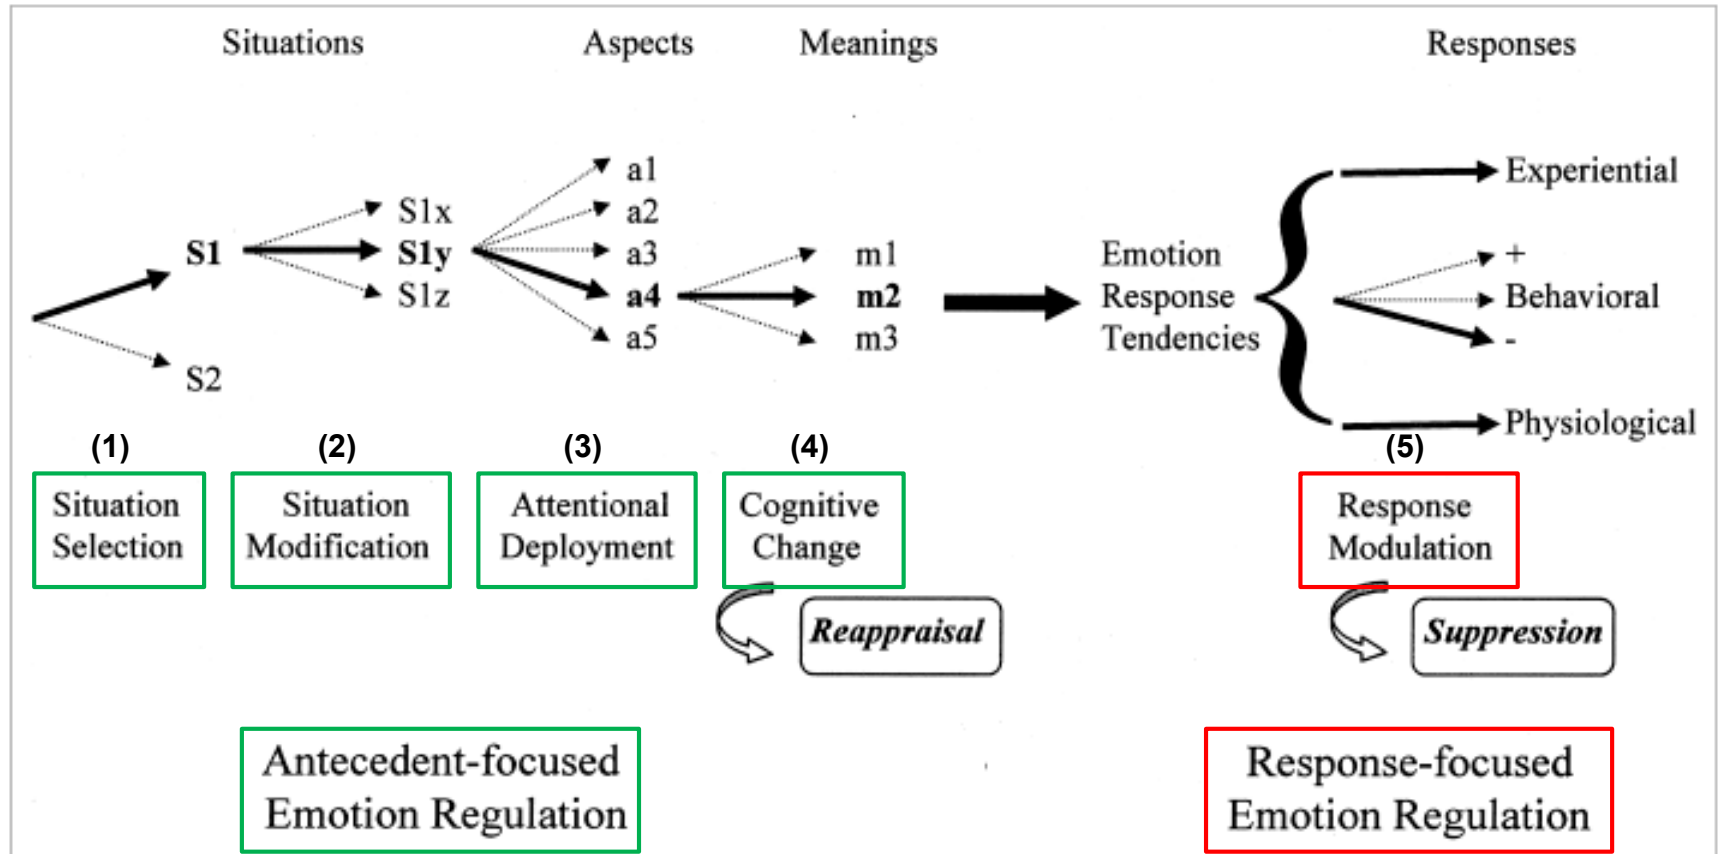 Situations Aspects Meanings Responses
a1
Experiential
S1x a2
S1 S1y a3 m1 Emotion +
S1z a4 m2 Response Behavioral
a5 m3 Tendencies -
S2
Physiological
(1) (2) (3) (4) (5)
Situation Situation Attentional Cognitive Response
Selection Modification Deployment Change Modulation
Reappraisal Suppression
Antecedent-focused Response-focused
Emotion Regulation Emotion Regulation